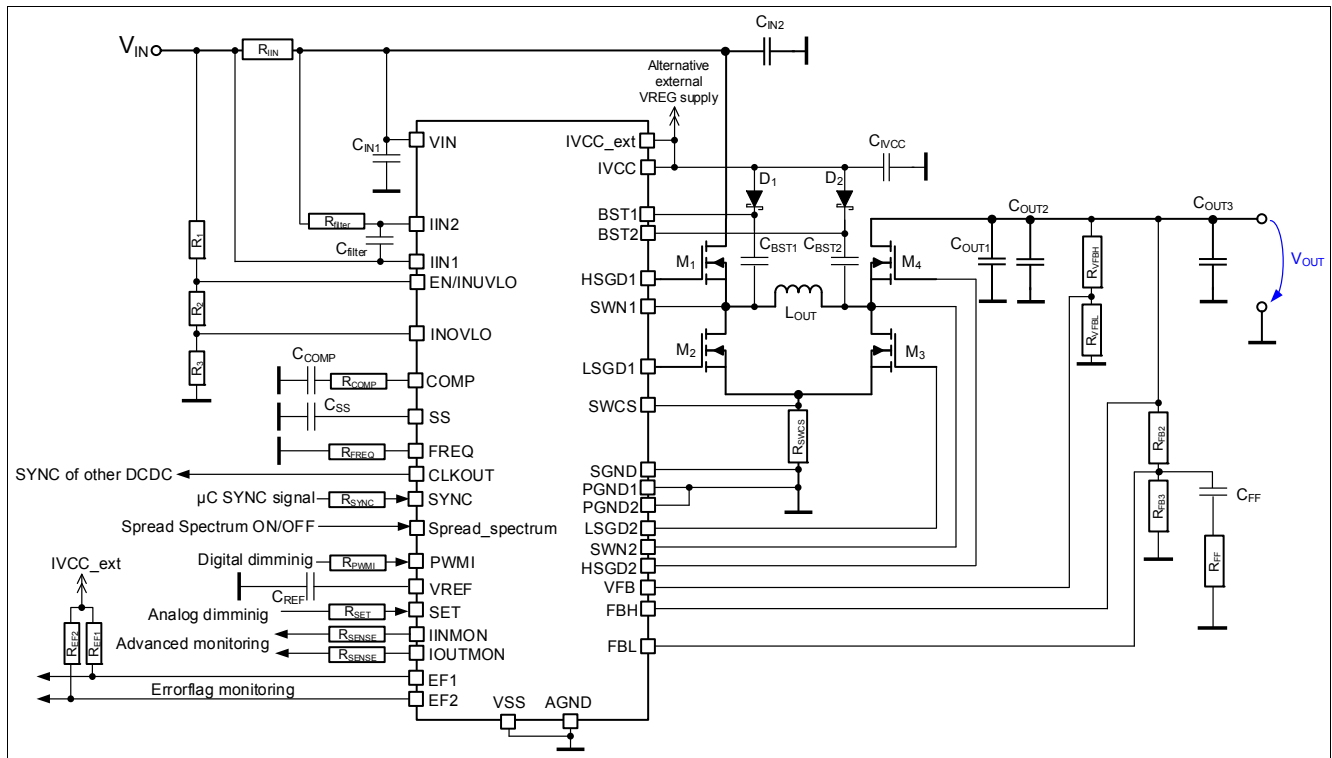 VIN
RIIN
CIN2
Alternative
external
VREG supply
CIN1
VIN
IVCC_ext
IVCC
CIVCC
D1
D2
BST1
BST2
CBST1
CBST2
COUT1
COUT2
COUT3
RVFBH
RVFBL
VOUT
Rfilter
Cfilter
IIN2
IIN1
R1
R2
R3
EN/INUVLO
INOVLO
M1
M4
HSGD1
SWN1
LOUT
M2
M3
LSGD1
CCOMP
RCOMP
COMP
SWCS
CSS
SS
RSWCS
RFREQ
FREQ
SYNC of other DCDC
CLKOUT
SGND
PGND1
PGND2
RFB2
RFB3
CFF
RFF
µC SYNC signal
RSYNC
SYNC
LSGD2
Spread Spectrum ON/OFF
Spread_spectrum
SWN2
IVCC_ext
Digital dimminig
RPWMI
PWMI
HSGD2
CREF
VREF
VFB
Analog dimminig
RSET
SET
FBH
REF2
REF1
Advanced monitoring
RSENSE
IINMON
RSENSE
IOUTMON
FBL
EF1
Errorflag monitoring
EF2
VSS
AGND